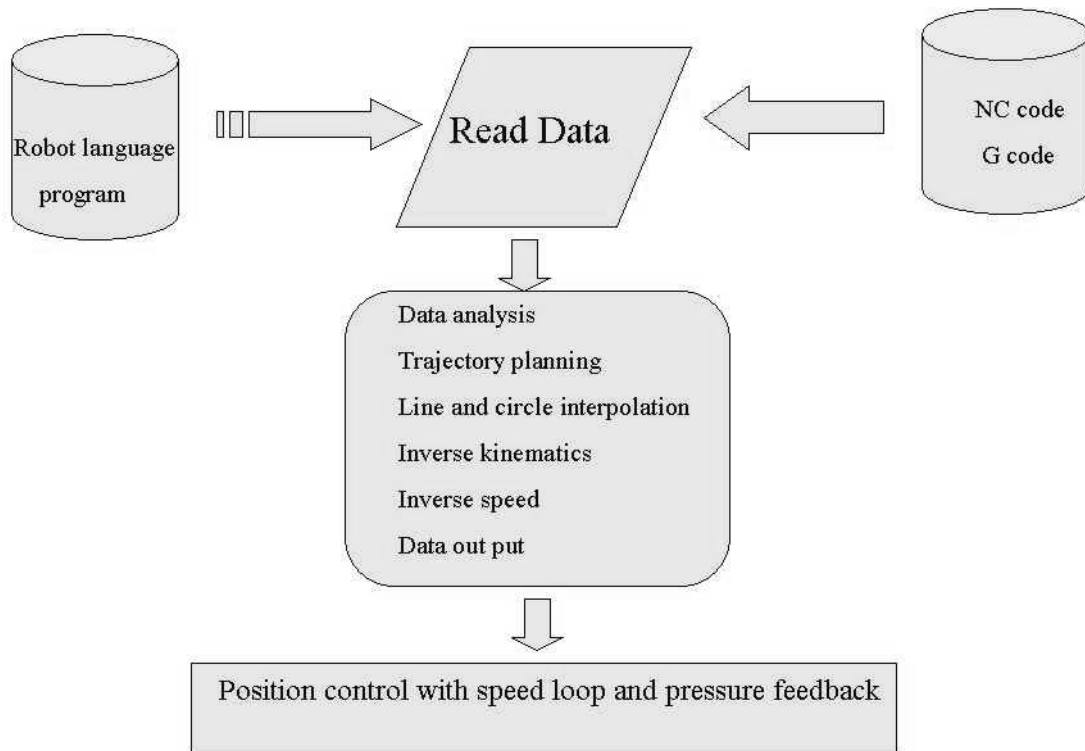 Robot language
program
Read Data
NC code
G code
Data analysis
Trajectory planning
Line and circle interpolation
Inverse kinematics
Inverse speed
Data out put
Position control with speed loop and pressure feedback